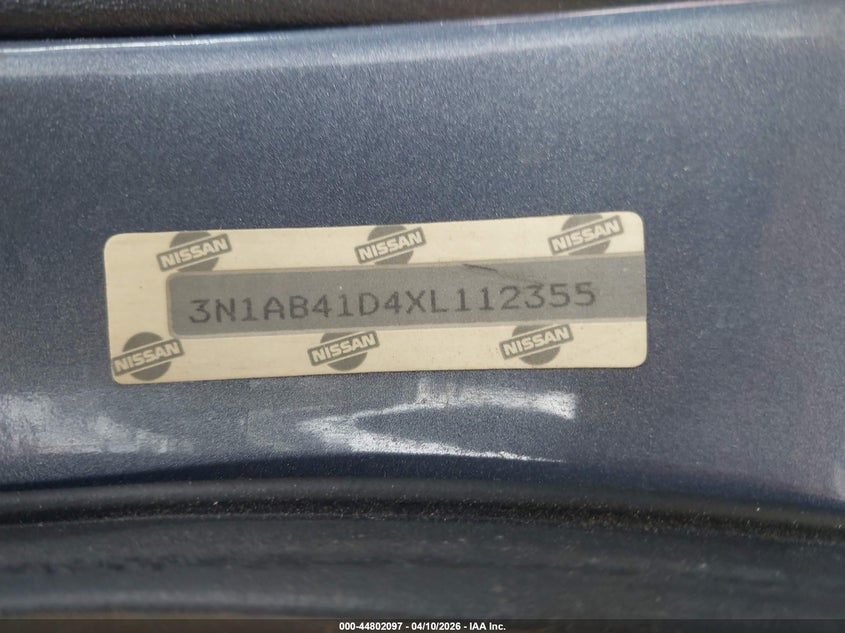 NISSAN NISSAN NISSAN
3N1AB41D4XL112355
NISSAN NISSAN NISSAN
000-44802097 - 04/10/2026 - IAA Inc.